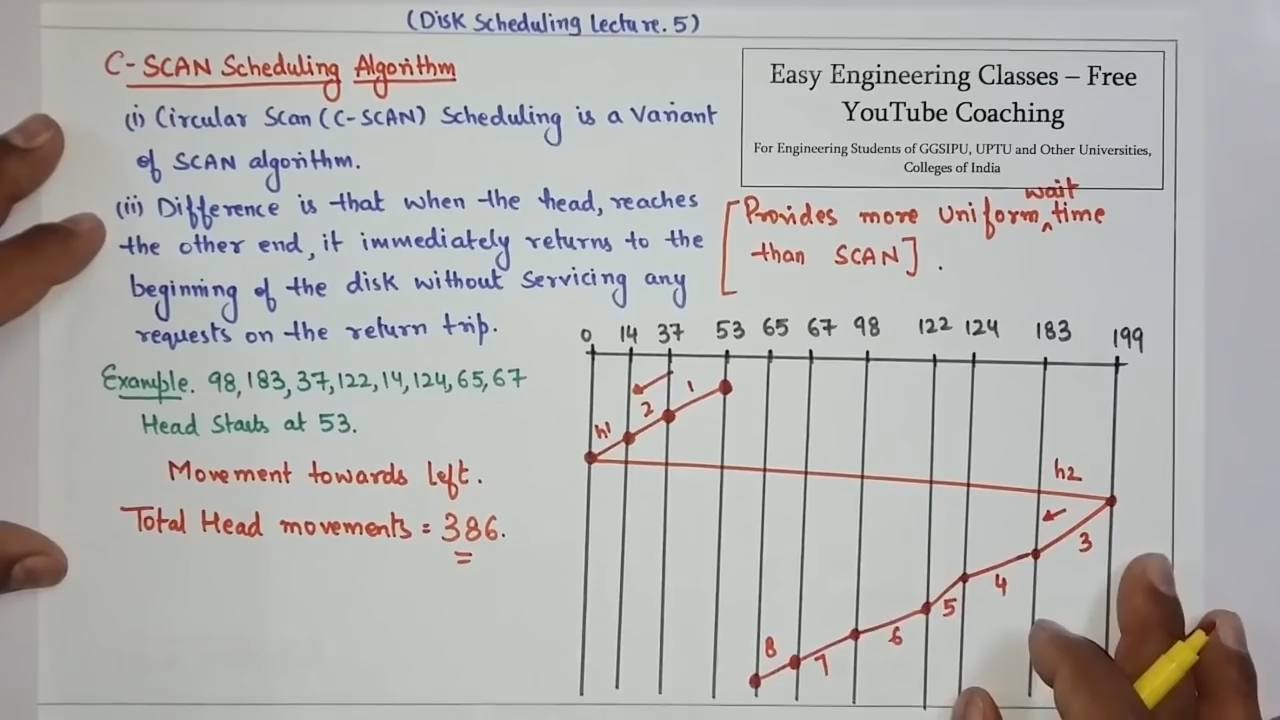 (Disk Scheduling Lecture. 5)
C-SCAN Scheduling Algorithm
(i) Circular Scan (C-SCAN) Scheduling is a Variant
of SCAN algorithm.
(ii) Difference is that when the head, reaches
the other end, it immediately returns to the
beginning of the disk without servicing any
requests on the return trip.
Example. 98, 183, 37, 122, 14, 124, 65, 67
Head Starts at 53.
Movement towards left.
Total Head movements = 386.
Easy Engineering Classes – Free
YouTube Coaching
For Engineering Students of GGSIPU, UPTU and Other Universities,
Colleges of India
[Provides more uniform wait time
than SCAN].
0 14 37 53 65 67 98 122 124 183 199
1
2
h1
h2
3
4
5
6
7
8